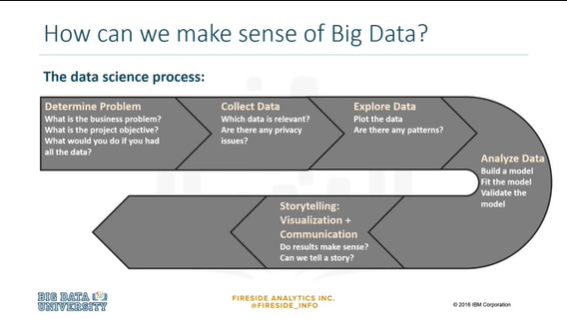 How can we make sense of Big Data?
The data science process:
Determine Problem
What is the business problem?
What is the project objective?
What would you do if you had
all the data?
Collect Data
Which data is relevant?
Are there any privacy
issues?
Explore Data
Plot the data
Are there any patterns?
Analyze Data
Build a model
Fit the model
Validate the
model
Storytelling:
Visualization +
Communication
Do results make sense?
Can we tell a story?
BIG DATA
UNIVERSITY
FIRESIDE ANALYTICS INC.
@FIRESIDE_INFO
© 2016 IBM Corporation